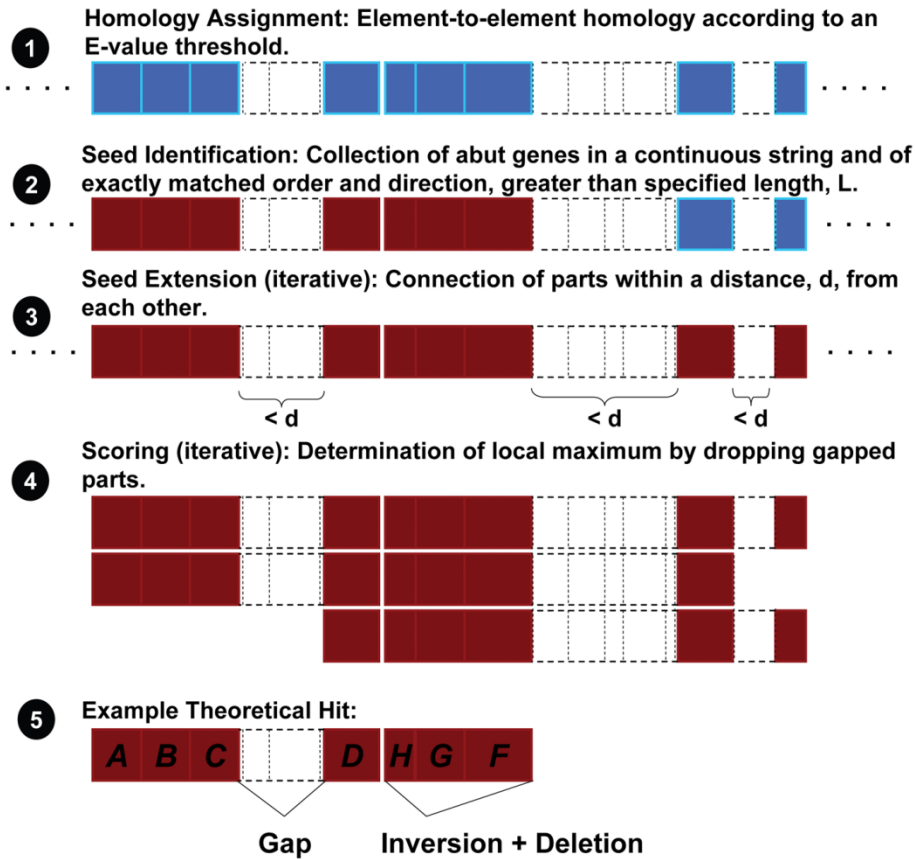 1
Homology Assignment: Element-to-element homology according to an
E-value threshold.
2
Seed Identification: Collection of abut genes in a continuous string and of
exactly matched order and direction, greater than specified length, L.
3
Seed Extension (iterative): Connection of parts within a distance, d, from
each other.
< d < d < d
4
Scoring (iterative): Determination of local maximum by dropping gapped
parts.
5
Example Theoretical Hit:
A B C D H G F
Gap Inversion + Deletion